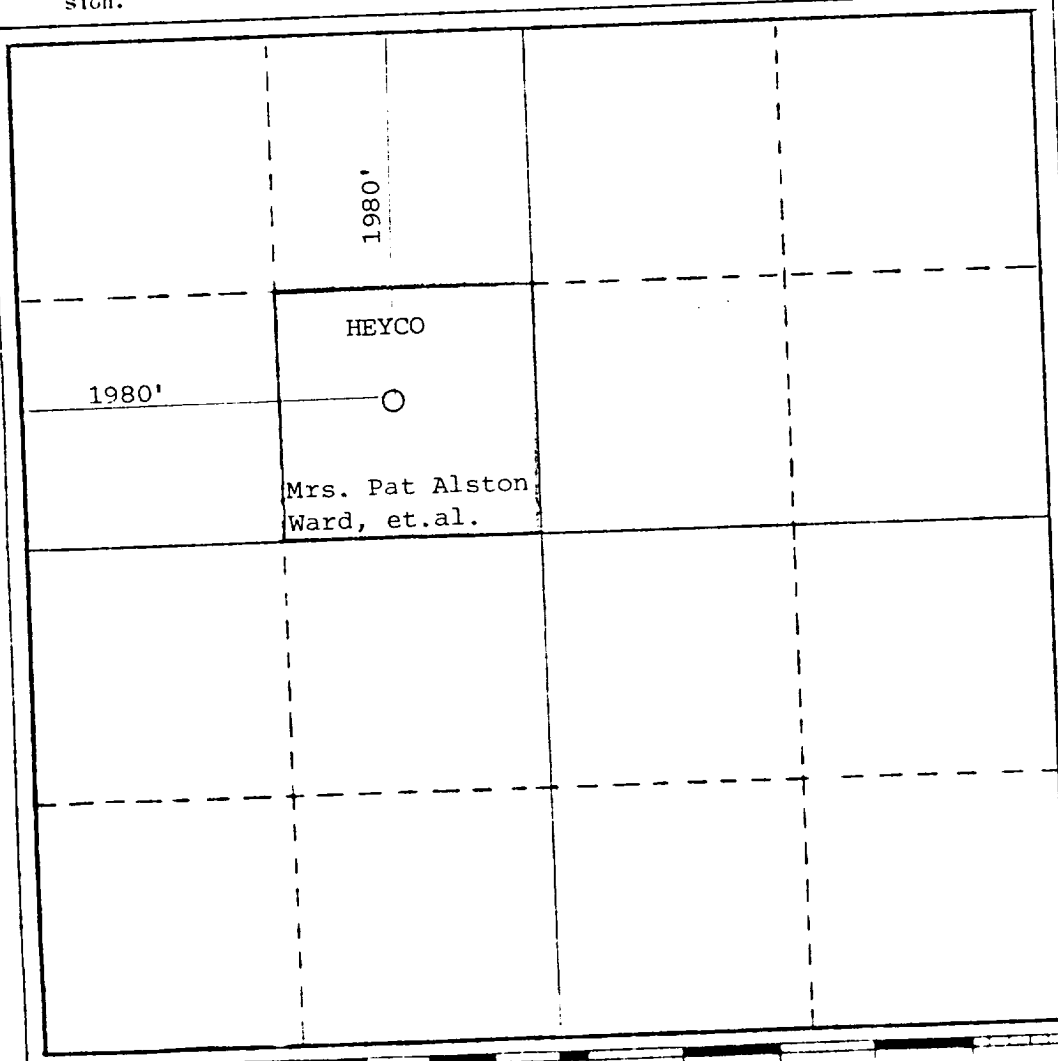 sion.
1980'
HEYCO
1980'
Mrs. Pat Alston
Ward, et.al.